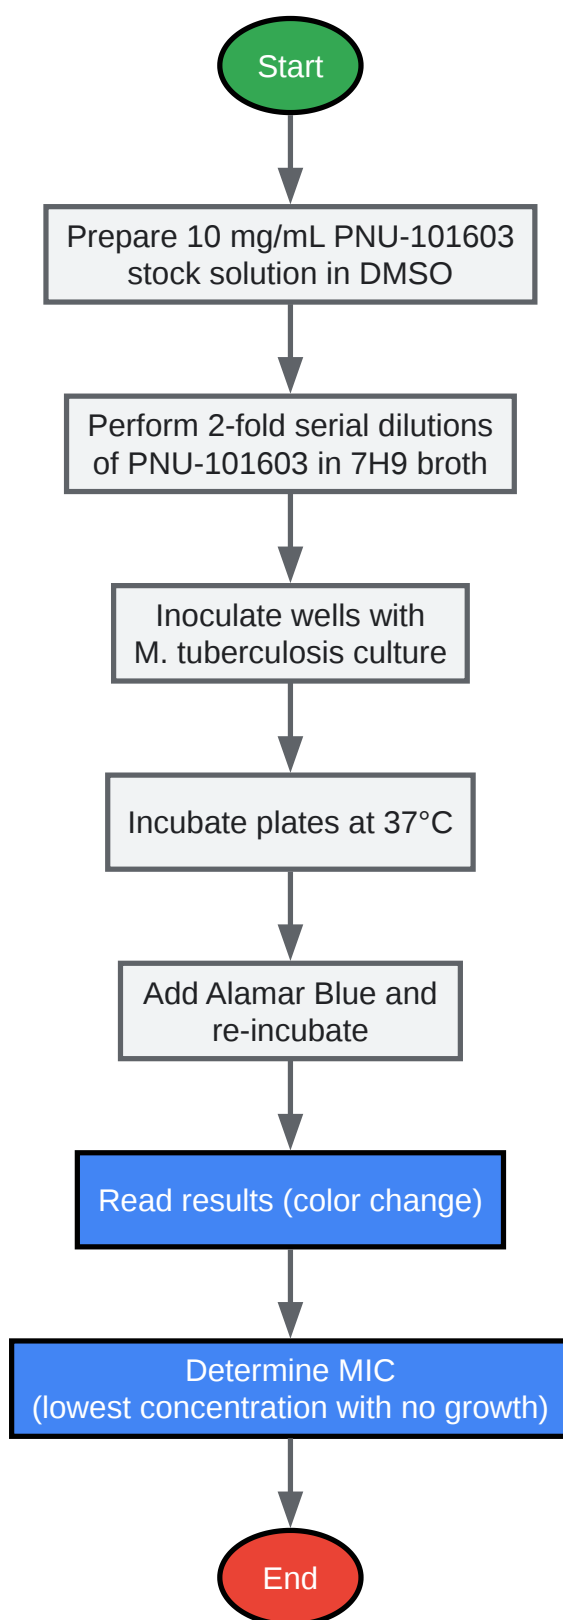 Start
Prepare 10 mg/mL PNU-101603
stock solution in DMSO
Perform 2-fold serial dilutions
of PNU-101603 in 7H9 broth
Inoculate wells with
M. tuberculosis culture
Incubate plates at 37°C
Add Alamar Blue and
re-incubate
Read results (color change)
Determine MIC
(lowest concentration with no growth)
End